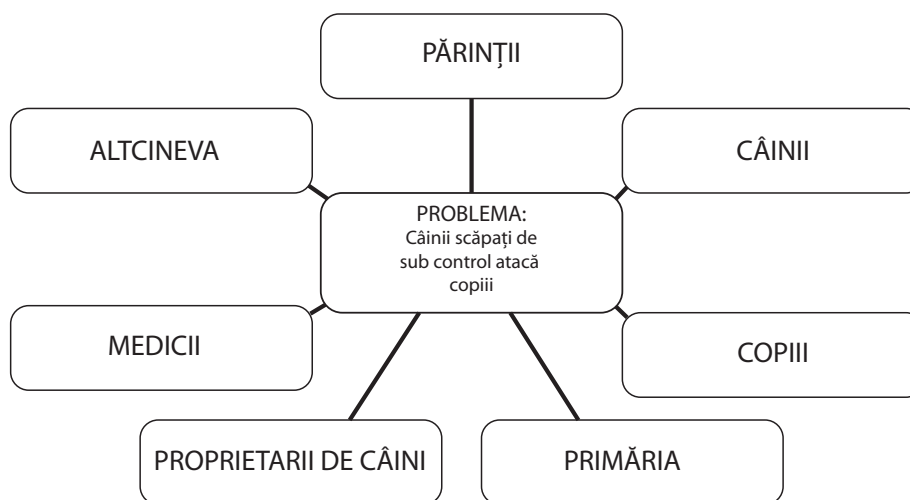 PĂRINȚII
ALTCINEVA
CÂINII
PROBLEMA:
Câinii scăpați de
sub control atacă
copiii
MEDICII
COPIII
PROPRIETARII DE CÂINI
PRIMĂRIA